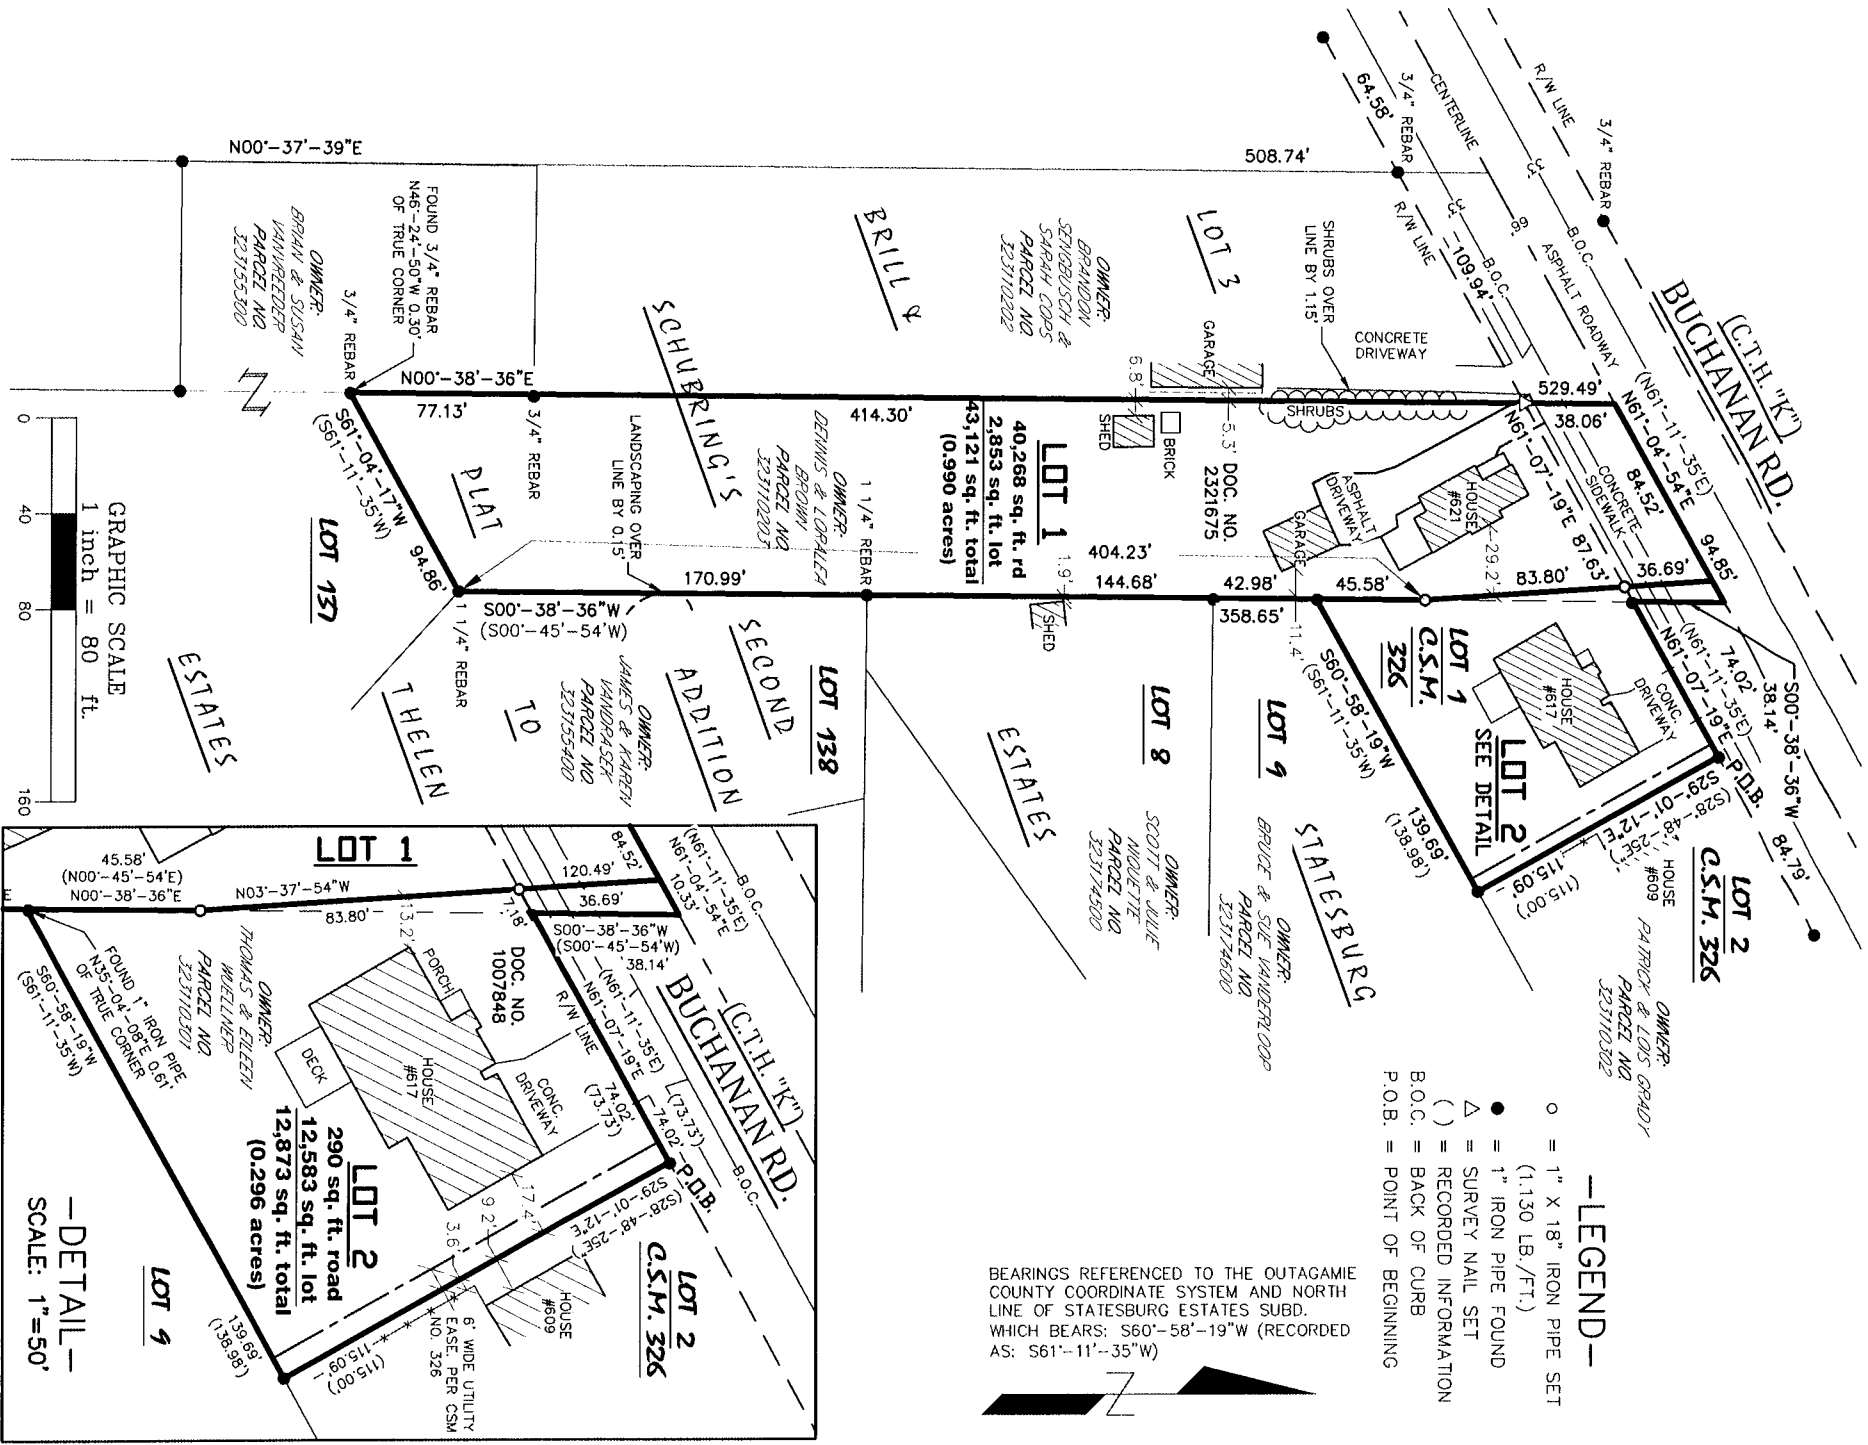 (C.T.H. "K")
BUCHANAN RD.
R/W LINE
3/4" REBAR
CENTERLINE
3/4" REBAR
64.58'
R/W LINE
33
33
66
B.O.C.
B.O.C.
ASPHALT ROADWAY
109.94'
N00°-37'-39"E
508.74'
FOUND 3/4" REBAR
N46°-24'-50"W 0.30'
OF TRUE CORNER
3/4" REBAR
OWNER:
BRIAN & SUSAN
VANVREEDER
PARCEL NO.
323155300
BRILL &
SCHUBRING'S
PLAT
LOT 3
OWNER:
BRANDON
SENGBUSCH &
SARAH COPS
PARCEL NO.
323110202
SHRUBS OVER
LINE BY 1.15'
GARAGE
CONCRETE
DRIVEWAY
SHRUBS
N00°-38'-36"E
77.13'
3/4" REBAR
414.30'
529.49'
38.06'
(N61°-11'-35"E)
N61°-04'-54"E
84.52'
94.85'
N61°-07'-19"E 87.63'
CONCRETE
SIDEWALK
36.69'
6.8'
SHED
BRICK
5.3'
DOC. NO.
2321675
HOUSE
#621
ASPHALT
DRIVEWAY
GARAGE
29.2'
LOT 1
40,268 sq. ft. rd
2,853 sq. ft. lot
43,121 sq. ft. total
(0.990 acres)
OWNER:
DENNIS & LORALEA
BROWN
PARCEL NO.
323110203
LANDSCAPING OVER
LINE BY 0.15'
1 1/4" REBAR
S61°-04'-17"W
(S61°-11'-35"W)
94.86'
LOT 137
1 1/4" REBAR
170.99'
S00°-38'-36"W
(S00°-45'-54"W)
404.23'
144.68'
1.9'
SHED
42.98'
358.65'
11.4'
45.58'
83.80'
S00°-38'-36"W
38.14'
(N61°-11'-35"E)
N61°-07'-19"E
74.02'
P.O.B.
84.79'
LOT 1
C.S.M.
326
HOUSE
#617
CONC.
DRIVEWAY
LOT 2
SEE DETAIL
S60°-58'-19"W
(S61°-11'-35"W)
139.69'
(138.98')
(S28°-48'-25E")
S29°-01'-12"E
115.09'
(115.00')
HOUSE
#609
LOT 2
C.S.M. 326
OWNER:
PATRICK & LOIS GRADY
PARCEL NO.
323110302
ESTATES
THELEN
TO
ADDITION
SECOND
LOT 138
OWNER:
JAMES & KAREN
VANDRASEK
PARCEL NO.
323155400
LOT 8
ESTATES
OWNER:
SCOTT & JULIE
NIQUETTE
PARCEL NO.
323174500
LOT 9
STATESBURG
OWNER:
BRUCE & SUE VANDERLOOP
PARCEL NO.
323174600
N
0
40
80
160
GRAPHIC SCALE
1 inch = 80 ft.
LOT 1
45.58'
(N00°-45'-54"E)
N00°-38'-36"E
N03°-37'-54"W
83.80'
13.2'
120.49'
36.69'
7.18'
84.52'
(N61°-11'-35"E)
N61°-04'-54"E
10.33'
B.O.C.
S00°-38'-36"W
(S00°-45'-54"W)
38.14'
(C.T.H. "K")
BUCHANAN RD.
DOC. NO.
1007848
R/W LINE
(N61°-11'-35"E)
N61°-07'-19"E
74.02'
(73.73')
(73.73')
74.02'
B.O.C.
P.O.B.
FOUND 1" IRON PIPE
N35°-04'-08"E 0.61'
OF TRUE CORNER
OWNER:
THOMAS & EILEEN
MUELLNER
PARCEL NO.
323110301
PORCH
DECK
HOUSE
#617
CONC.
DRIVEWAY
S60°-58'-19"W
(S61°-11'-35"W)
LOT 2
290 sq. ft. road
12,583 sq. ft. lot
12,873 sq. ft. total
(0.296 acres)
17.4'
9.2'
3.6'
(S28°-48'-25E")
S29°-01'-12"E
HOUSE
#609
LOT 2
C.S.M. 326
6' WIDE UTILITY
EASE. PER CSM
NO. 326
115.09'
(115.00')
139.69'
(138.98')
LOT 9
—DETAIL—
SCALE: 1"=50'
—LEGEND—
○ = 1" X 18" IRON PIPE SET
(1.130 LB./FT.)
● = 1" IRON PIPE FOUND
△ = SURVEY NAIL SET
( ) = RECORDED INFORMATION
B.O.C. = BACK OF CURB
P.O.B. = POINT OF BEGINNING
BEARINGS REFERENCED TO THE OUTAGAMIE
COUNTY COORDINATE SYSTEM AND NORTH
LINE OF STATESBURG ESTATES SUBD.
WHICH BEARS: S60°-58'-19"W (RECORDED
AS: S61°-11'-35"W)
N